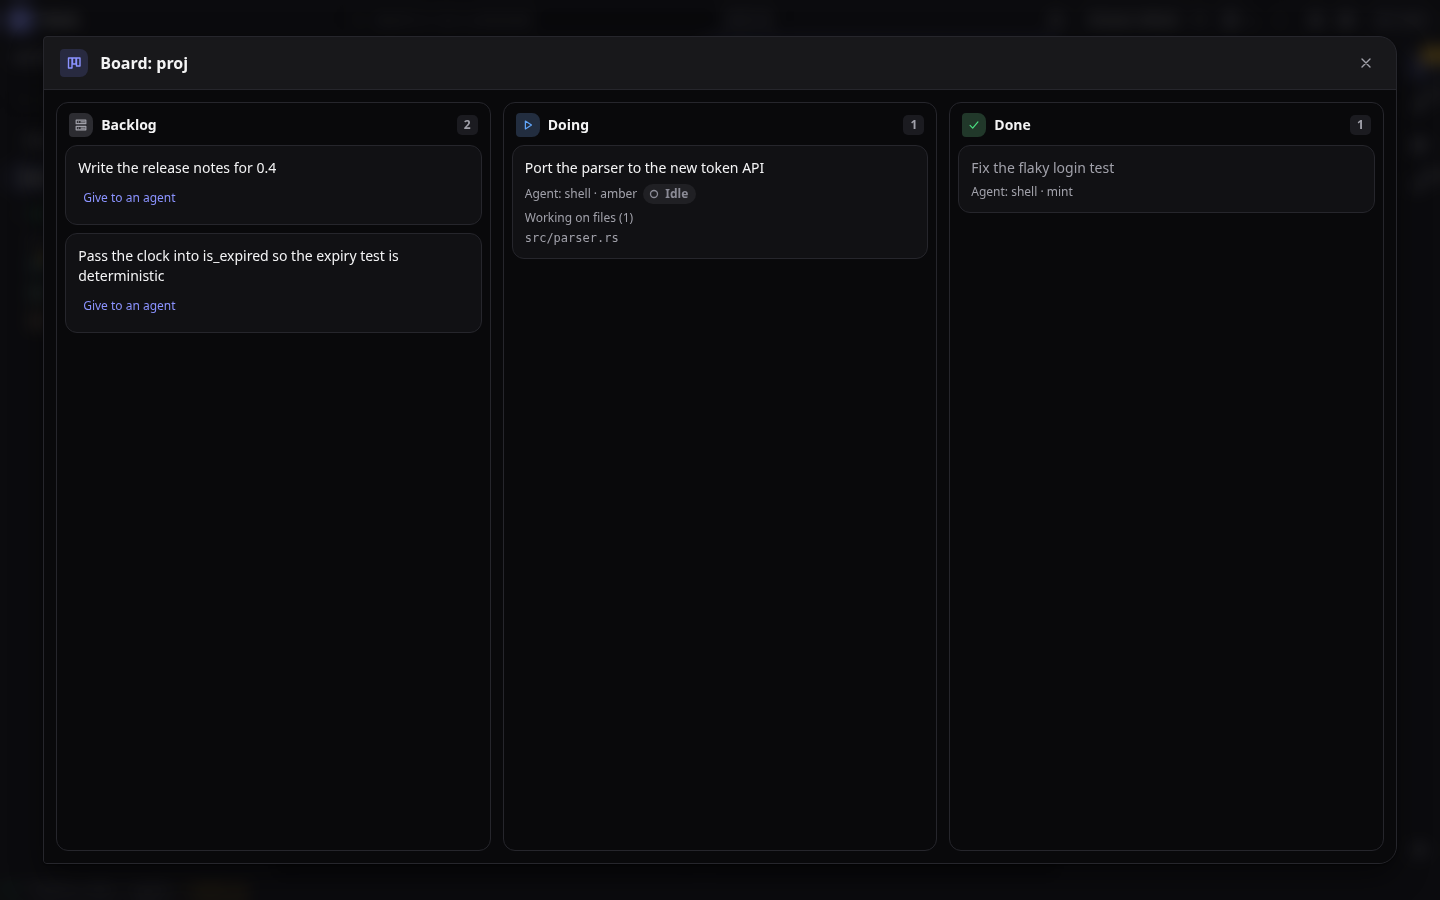 Board: proj
Backlog
2
Write the release notes for 0.4
Give to an agent
Pass the clock into is_expired so the expiry test is
deterministic
Give to an agent
Doing
1
Port the parser to the new token API
Agent: shell · amber
Idle
Working on files (1)
src/parser.rs
Done
1
Fix the flaky login test
Agent: shell · mint